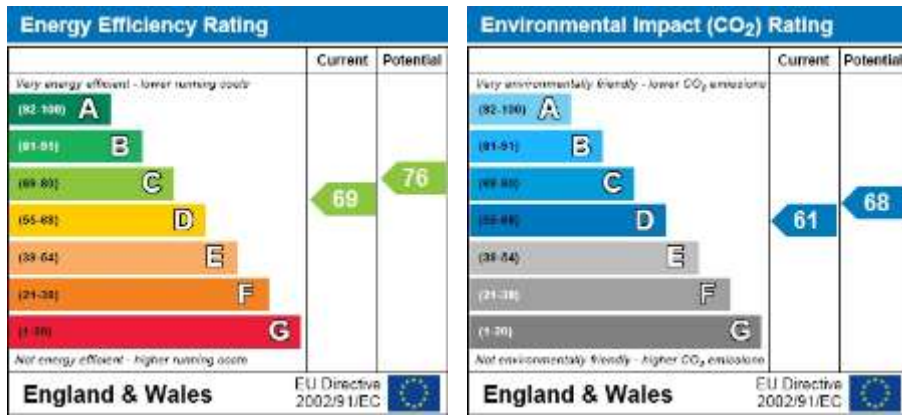 Energy Efficiency Rating
Current Potential
Very energy efficient - lower running costs
(92-100) A
(81-91) B
(69-80) C
(55-68) D
(39-54) E
(21-38) F
(1-20) G
69
76
Not energy efficient - higher running costs
England & Wales
EU Directive
2002/91/EC
Environmental Impact (CO₂) Rating
Current Potential
Very environmentally friendly - lower CO₂ emissions
(92-100) A
(81-91) B
(69-80) C
(55-68) D
(39-54) E
(21-38) F
(1-20) G
61
68
Not environmentally friendly - higher CO₂ emissions
England & Wales
EU Directive
2002/91/EC